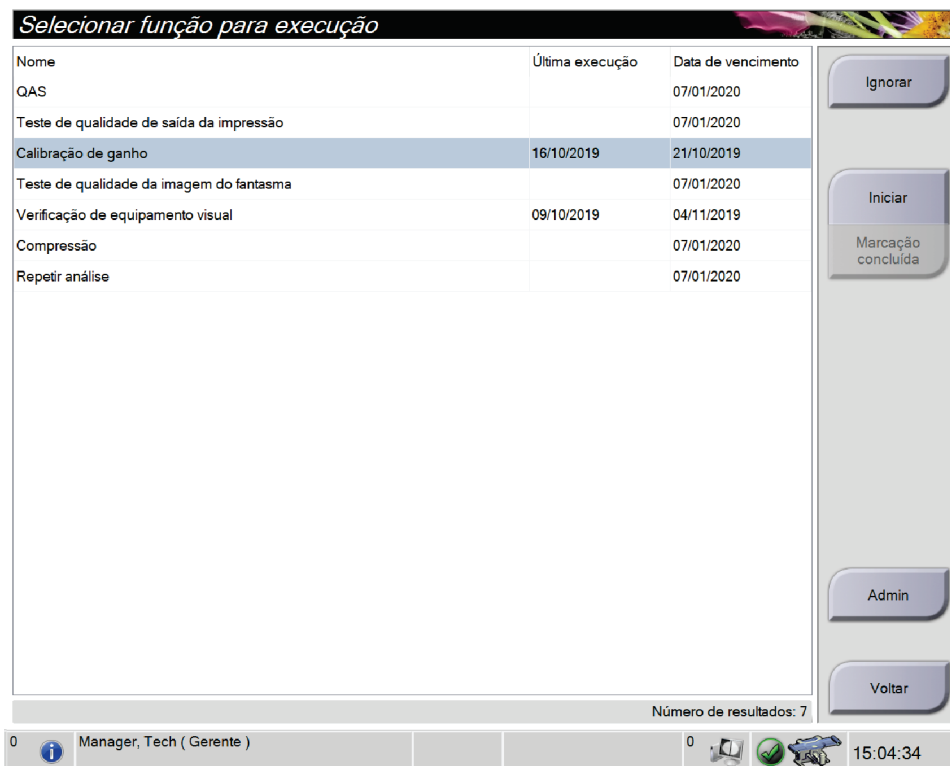 Selecionar função para execução
Nome Última execução Data de vencimento
QAS 07/01/2020
Teste de qualidade de saída da impressão 07/01/2020
Calibração de ganho 16/10/2019 21/10/2019
Teste de qualidade da imagem do fantasma 07/01/2020
Verificação de equipamento visual 09/10/2019 04/11/2019
Compressão 07/01/2020
Repetir análise 07/01/2020
Número de resultados: 7
Ignorar
Iniciar
Marcação
concluída
Admin
Voltar
0 Manager, Tech ( Gerente ) 0 15:04:34